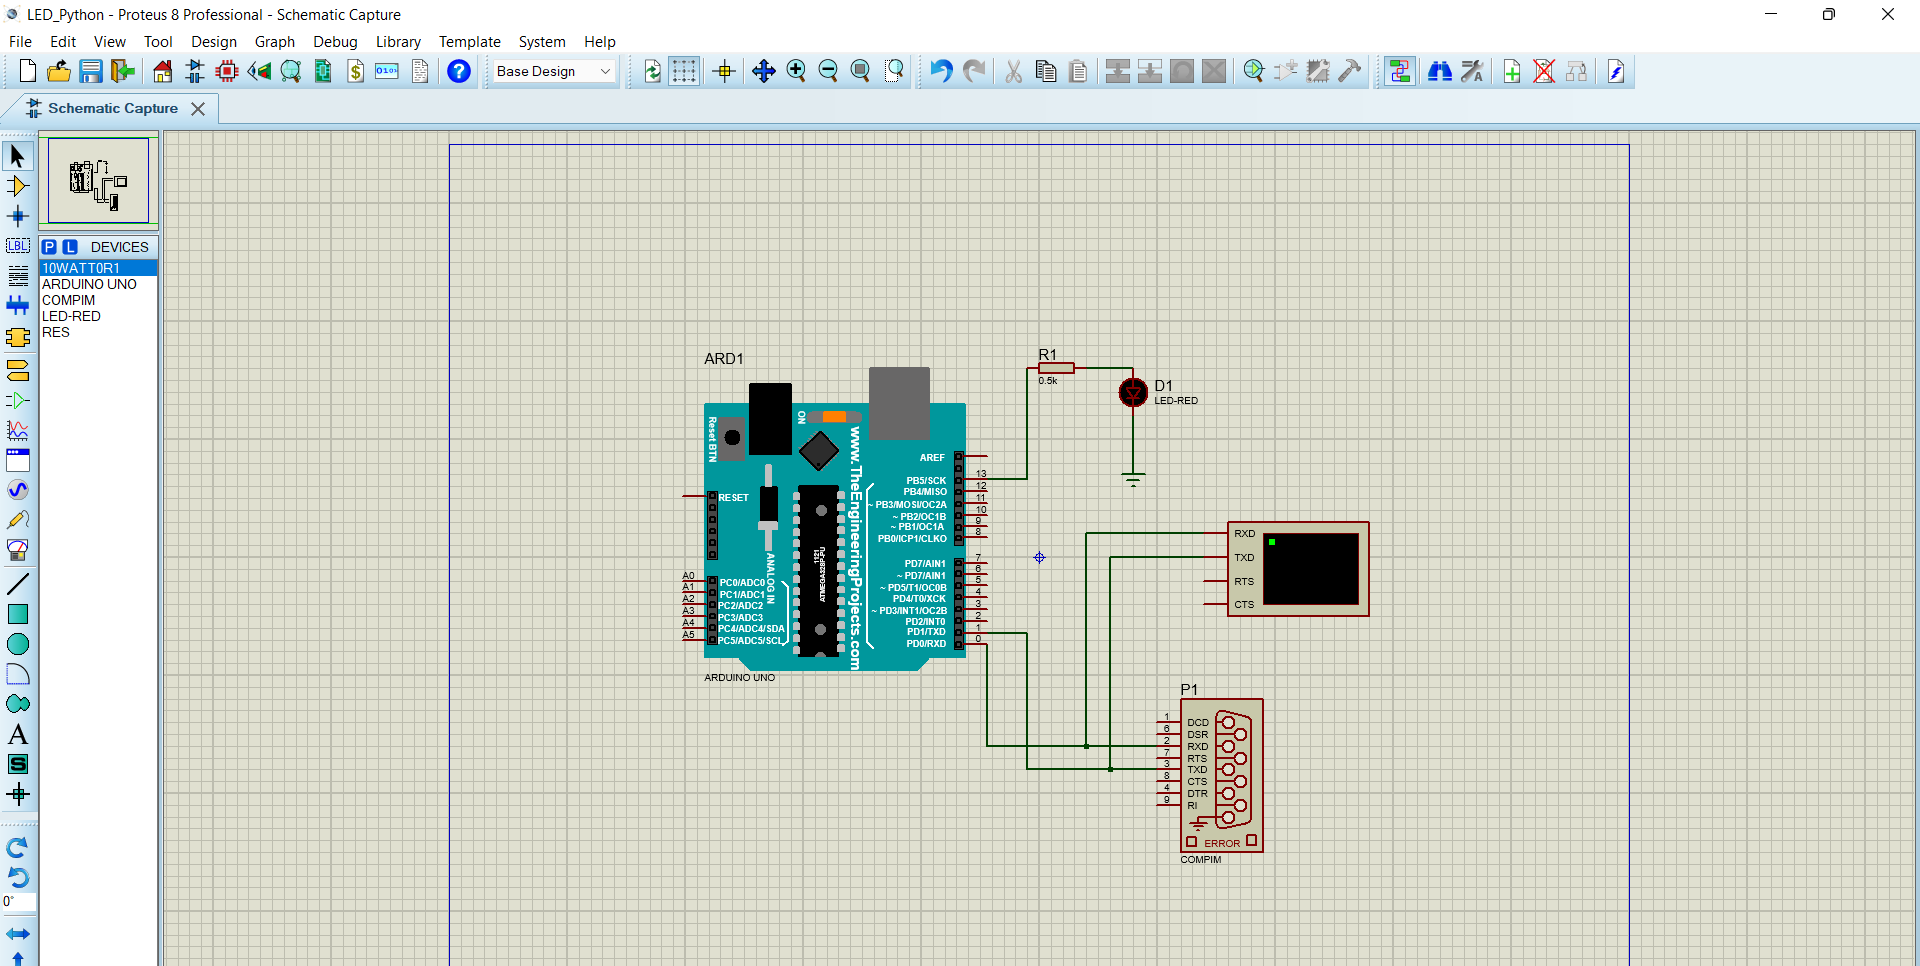 LED_Python - Proteus 8 Professional - Schematic Capture
File Edit View Tool Design Graph Debug Library Template System Help
Base Design
Schematic Capture
P L DEVICES
10WATT0R1
ARDUINO UNO
COMPIM
LED-RED
RES
LBL
A
S
0°
ARD1
Reset BTN
ON
www.TheEngineeringProjects.com
ANALOG IN
1121
ATMEGA328P-PU
RESET
A0 PC0/ADC0
A1 PC1/ADC1
A2 PC2/ADC2
A3 PC3/ADC3
A4 PC4/ADC4/SDA
A5 PC5/ADC5/SCL
AREF
PB5/SCK 13
PB4/MISO 12
~ PB3/MOSI/OC2A 11
~ PB2/OC1B 10
~ PB1/OC1A 9
PB0/ICP1/CLKO 8
PD7/AIN1 7
~ PD7/AIN1 6
~ PD5/T1/OC0B 5
PD4/T0/XCK 4
~ PD3/INT1/OC2B 3
PD2/INT0 2
PD1/TXD 1
PD0/RXD 0
ARDUINO UNO
R1
0.5k
D1
LED-RED
RXD
TXD
RTS
CTS
P1
1 DCD
6 DSR
2 RXD
7 RTS
3 TXD
8 CTS
4 DTR
9 RI
ERROR
COMPIM